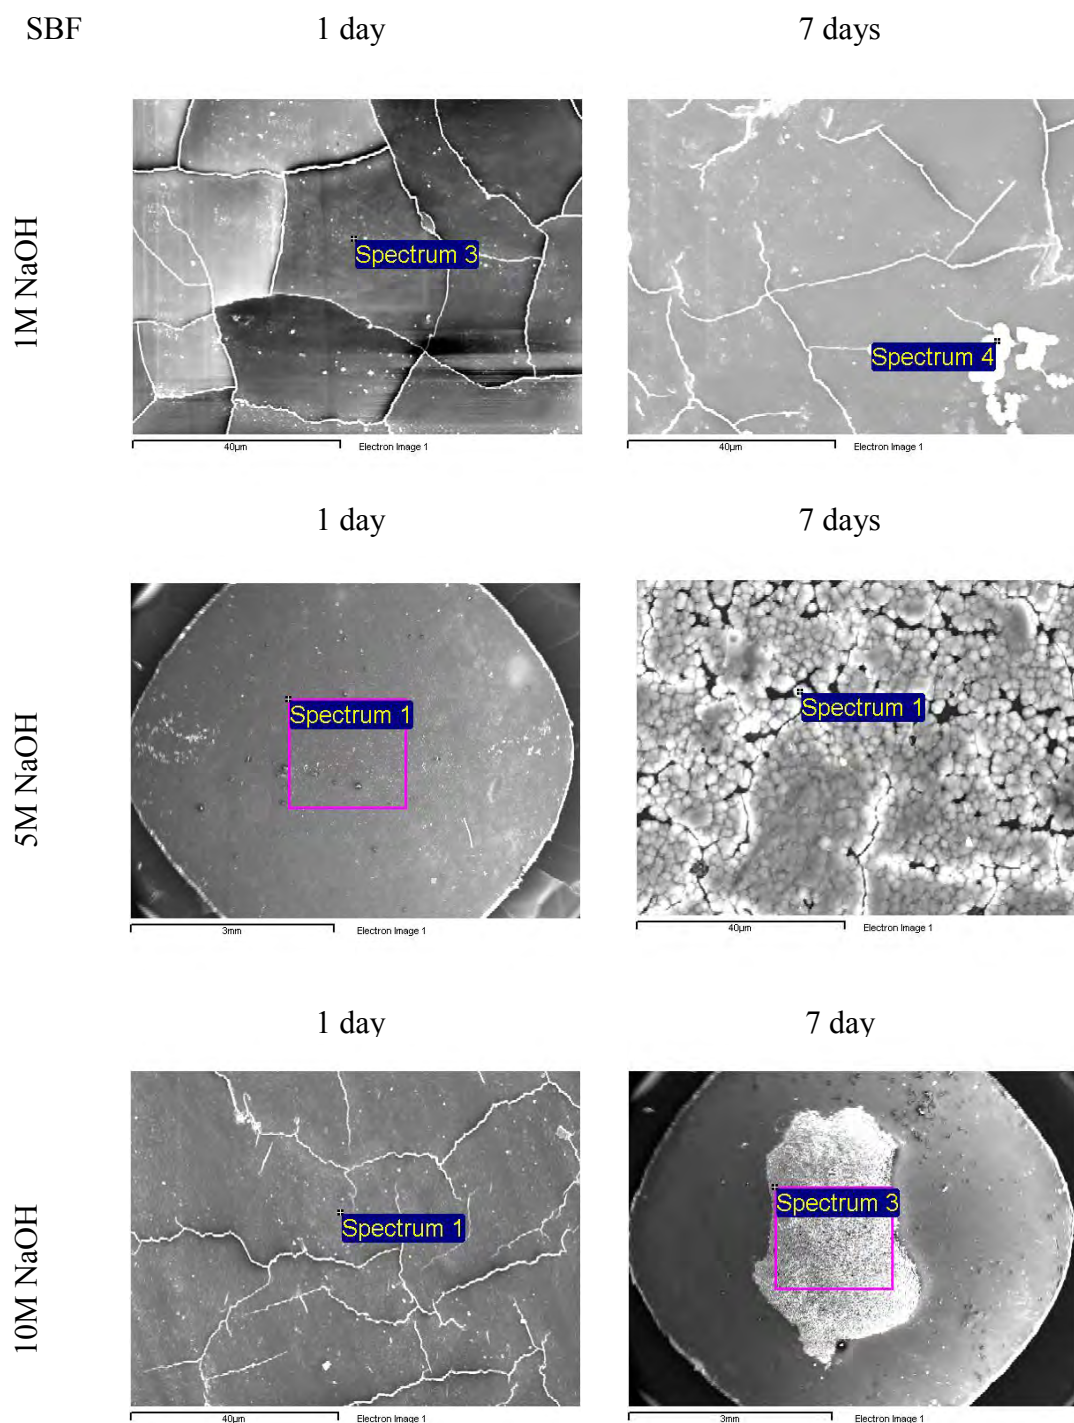 SBF 1 day 7 days
1M NaOH
Spectrum 3
Spectrum 4
40µm Electron Image 1
40µm Electron Image 1
1 day 7 days
5M NaOH
Spectrum 1
Spectrum 1
3mm Electron Image 1
40µm Electron Image 1
1 day 7 day
10M NaOH
Spectrum 1
Spectrum 3
40µm Electron Image 1
3mm Electron Image 1